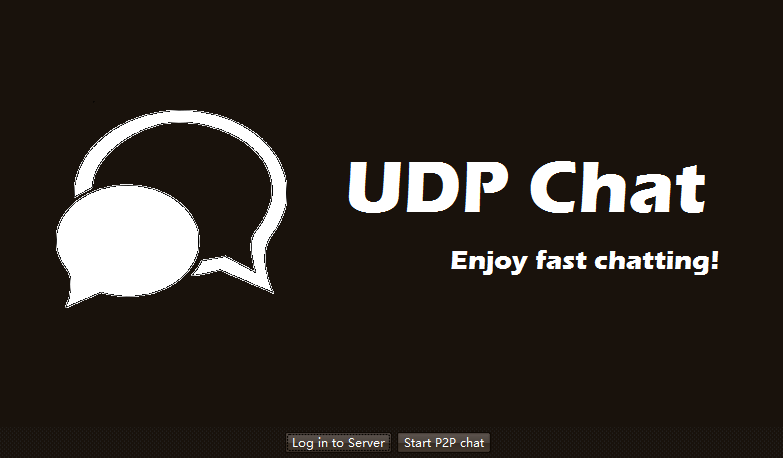 UDP Chat
Enjoy fast chatting!
Log in to Server
Start P2P chat